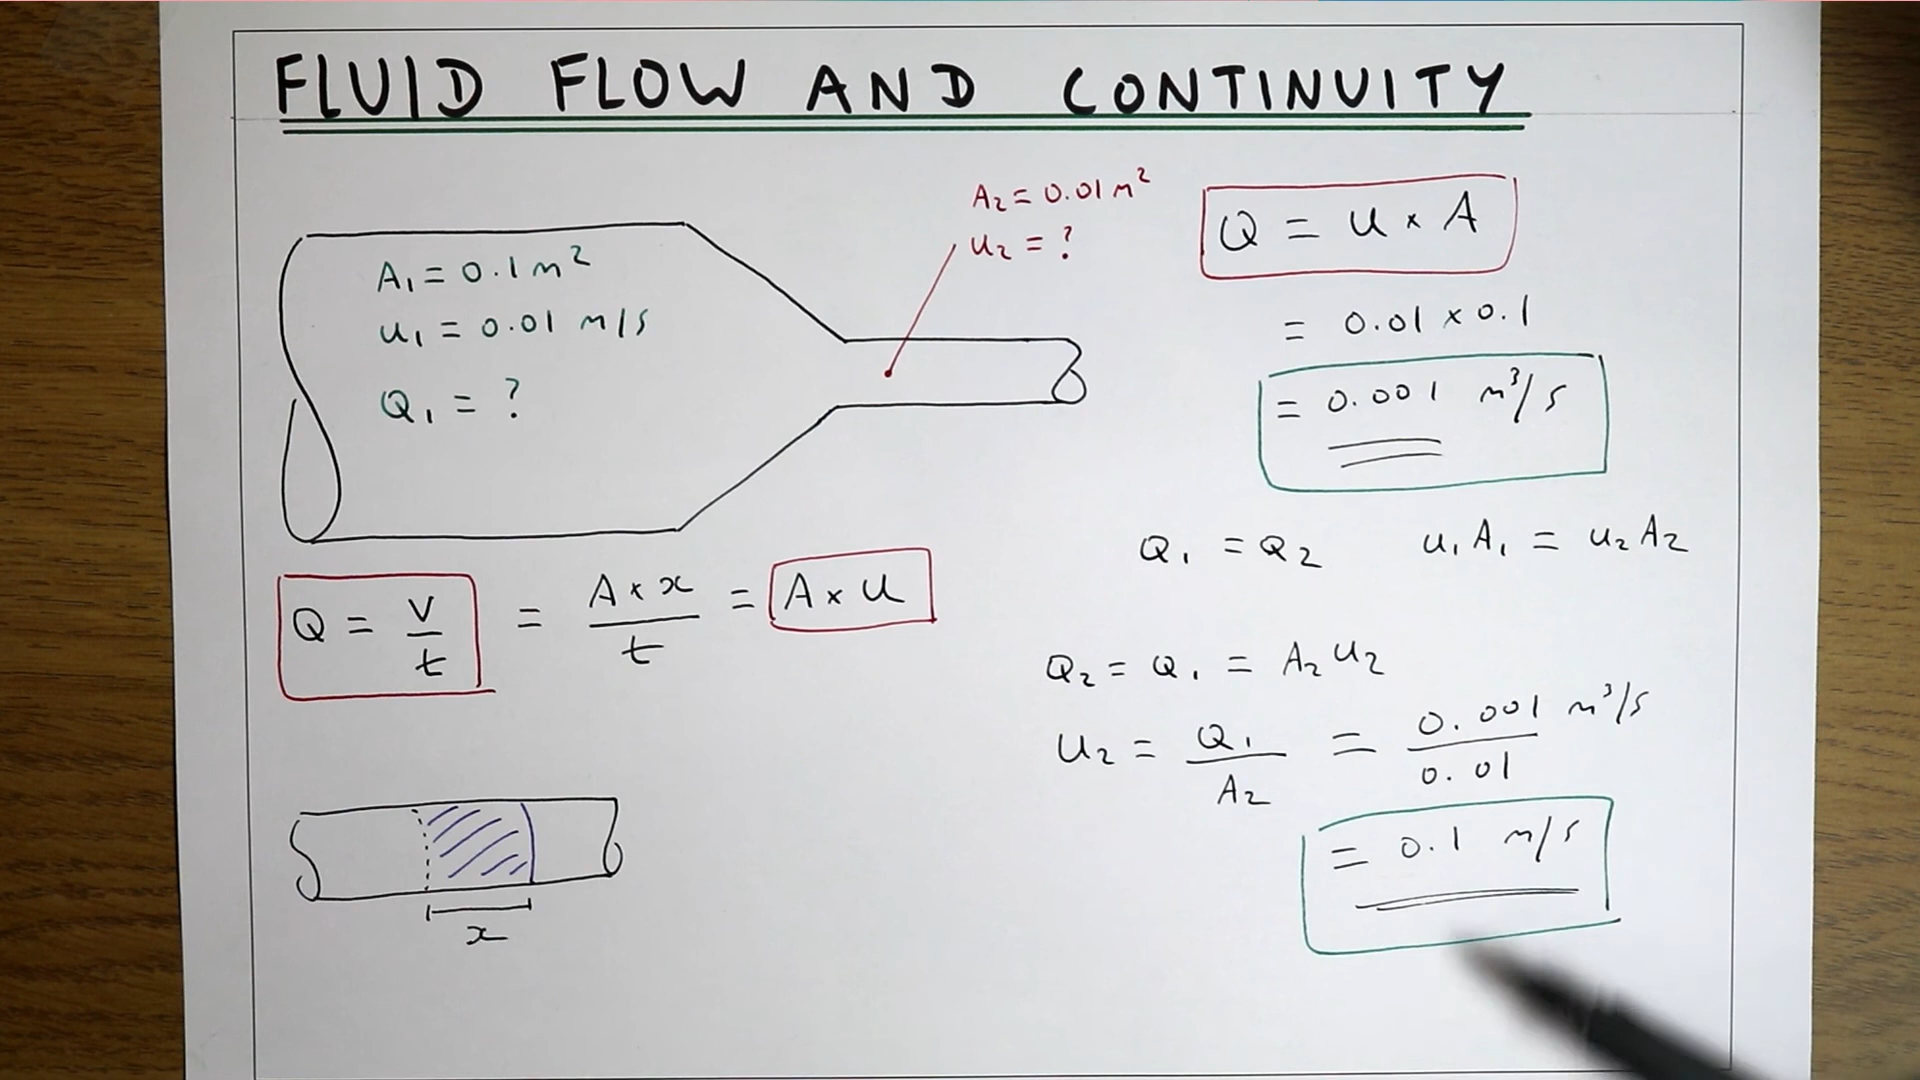 FLUID FLOW AND CONTINUITY
A₁ = 0.1 m²
u₁ = 0.01 m/s
Q₁ = ?
A₂ = 0.01 m²
u₂ = ?
Q = u × A
= 0.01 × 0.1
= 0.001 m³/s
Q₁ = Q₂ u₁A₁ = u₂A₂
Q = V/t = A × x/t = A × u
Q₂ = Q₁ = A₂u₂
u₂ = Q₁/A₂ = 0.001 m³/s/0.01
= 0.1 m/s
x